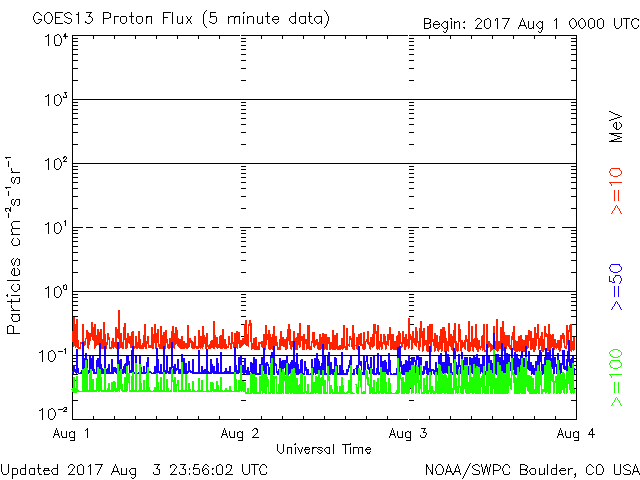 GOES13 Proton Flux (5 minute data)
Begin: 2017 Aug 1 0000 UTC
10⁴
10³
10²
10¹
10⁰
10⁻¹
10⁻²
Particles cm⁻²s⁻¹sr⁻¹
MeV
>=10
>=50
>=100
Aug 1
Aug 2
Aug 3
Aug 4
Universal Time
Updated 2017 Aug 3 23:56:02 UTC
NOAA/SWPC Boulder, CO USA